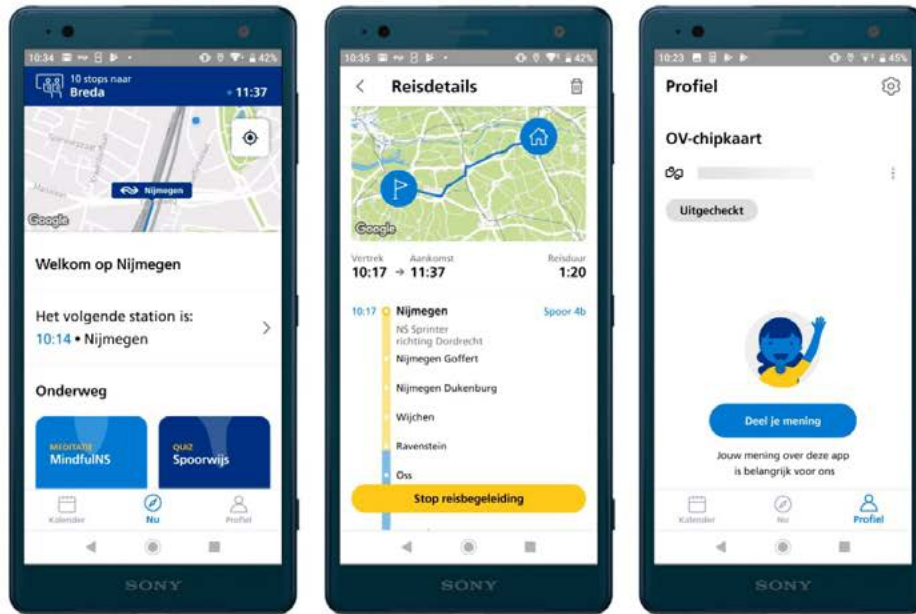 10:34
42%
10 stops naar
Breda
11:37
Nijmegen
Google
Welkom op Nijmegen
Het volgende station is:
10:14 • Nijmegen
Onderweg
MEDITATIE
MindfulNS
QUIZ
Spoorwijs
Kalender
Nu
Profiel
SONY
10:35
42%
Reisdetails
Google
Vertrek Aankomst Reisduur
10:17 → 11:37 1:20
10:17 Nijmegen Spoor 4b
NS Sprinter
richting Dordrecht
Nijmegen Goffert
Nijmegen Dukenburg
Wijchen
Ravenstein
Oss
Stop reisbegeleiding
SONY
10:23
45%
Profiel
OV-chipkaart
Uitgecheckt
Deel je mening
Jouw mening over deze app
is belangrijk voor ons
Kalender
Nu
Profiel
SONY